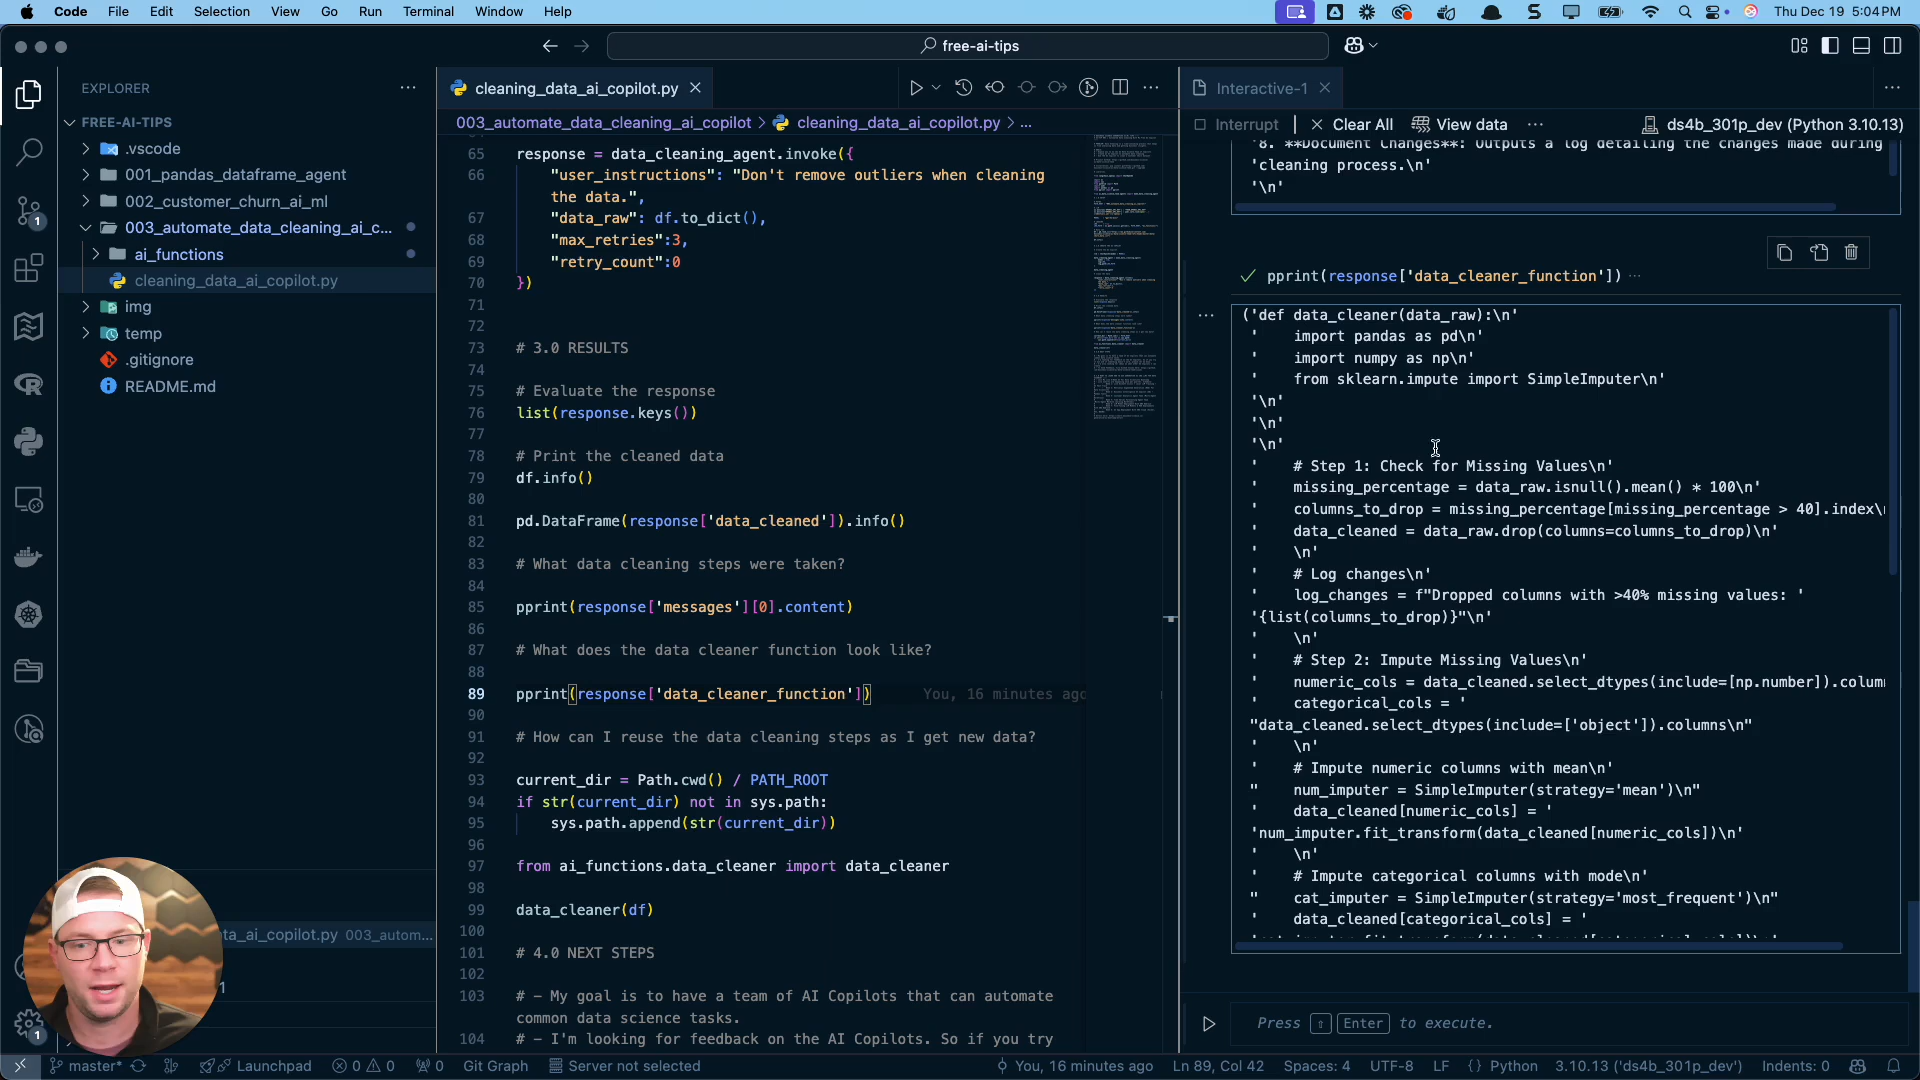 Code File Edit Selection View Go Run Terminal Window Help
Thu Dec 19 5:04 PM
free-ai-tips
EXPLORER
FREE-AI-TIPS
.vscode
001_pandas_dataframe_agent
002_customer_churn_ai_ml
003_automate_data_cleaning_ai_c...
ai_functions
cleaning_data_ai_copilot.py
img
temp
.gitignore
README.md
1
ta_ai_copilot.py 003_autom...
1
1
cleaning_data_ai_copilot.py
003_automate_data_cleaning_ai_copilot > cleaning_data_ai_copilot.py > ...
65 response = data_cleaning_agent.invoke({
66 "user_instructions": "Don't remove outliers when cleaning
the data.",
67 "data_raw": df.to_dict(),
68 "max_retries":3,
69 "retry_count":0
70 })
71
72
73 # 3.0 RESULTS
74
75 # Evaluate the response
76 list(response.keys())
77
78 # Print the cleaned data
79 df.info()
80
81 pd.DataFrame(response['data_cleaned']).info()
82
83 # What data cleaning steps were taken?
84
85 pprint(response['messages'][0].content)
86
87 # What does the data cleaner function look like?
88
89 pprint(response['data_cleaner_function']) You, 16 minutes ago
90
91 # How can I reuse the data cleaning steps as I get new data?
92
93 current_dir = Path.cwd() / PATH_ROOT
94 if str(current_dir) not in sys.path:
95 sys.path.append(str(current_dir))
96
97 from ai_functions.data_cleaner import data_cleaner
98
99 data_cleaner(df)
100
101 # 4.0 NEXT STEPS
102
103 # - My goal is to have a team of AI Copilots that can automate
common data science tasks.
104 # - I'm looking for feedback on the AI Copilots. So if you try
Interactive-1
Interrupt | Clear All View data ... ds4b_301p_dev (Python 3.10.13)
'8. **Document Changes**: Outputs a log detailing the changes made during
'cleaning process.\n'
'\n'
pprint(response['data_cleaner_function']) ...
('def data_cleaner(data_raw):\n'
' import pandas as pd\n'
' import numpy as np\n'
' from sklearn.impute import SimpleImputer\n'
'\n'
'\n'
'\n'
' # Step 1: Check for Missing Values\n'
' missing_percentage = data_raw.isnull().mean() * 100\n'
' columns_to_drop = missing_percentage[missing_percentage > 40].index\
' data_cleaned = data_raw.drop(columns=columns_to_drop)\n'
' \n'
' # Log changes\n'
' log_changes = f"Dropped columns with >40% missing values: '
'{list(columns_to_drop)}"\n'
' \n'
' # Step 2: Impute Missing Values\n'
' numeric_cols = data_cleaned.select_dtypes(include=[np.number]).colum
' categorical_cols = '
"data_cleaned.select_dtypes(include=['object']).columns\n"
' \n'
' # Impute numeric columns with mean\n'
" num_imputer = SimpleImputer(strategy='mean')\n"
' data_cleaned[numeric_cols] = '
'num_imputer.fit_transform(data_cleaned[numeric_cols])\n'
' \n'
' # Impute categorical columns with mode\n'
" cat_imputer = SimpleImputer(strategy='most_frequent')\n"
' data_cleaned[categorical_cols] = '
Press ⇧ Enter to execute.
master* Launchpad 0 0 0 Git Graph Server not selected You, 16 minutes ago Ln 89, Col 42 Spaces: 4 UTF-8 LF {} Python 3.10.13 ('ds4b_301p_dev') Indents: 0